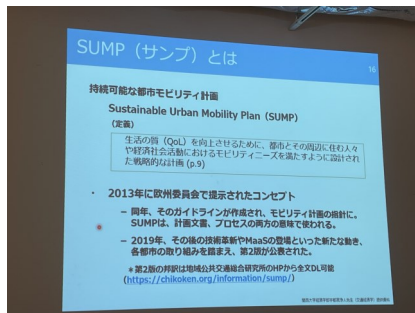 SUMP（サンプ）とは
16
持続可能な都市モビリティ計画
Sustainable Urban Mobility Plan（SUMP）
（定義）
生活の質（QoL）を向上させるために、都市とその周辺に住む人々
や経済社会活動におけるモビリティニーズを満たすように設計され
た戦略的な計画 (p.9)
・ 2013年に欧州委員会で提示されたコンセプト
– 同年、そのガイドラインが作成され、モビリティ計画の指針に。
SUMPは、計画文書、プロセスの両方の意味で使われる。
– 2019年、その後の技術革新やMaaSの登場といった新たな動き、
各都市の取り組みを踏まえ、第2版が公表された。
＊第2版の邦訳は地域公共交通総合研究所のHPから全文DL可能
（https://chikoken.org/information/sump/）